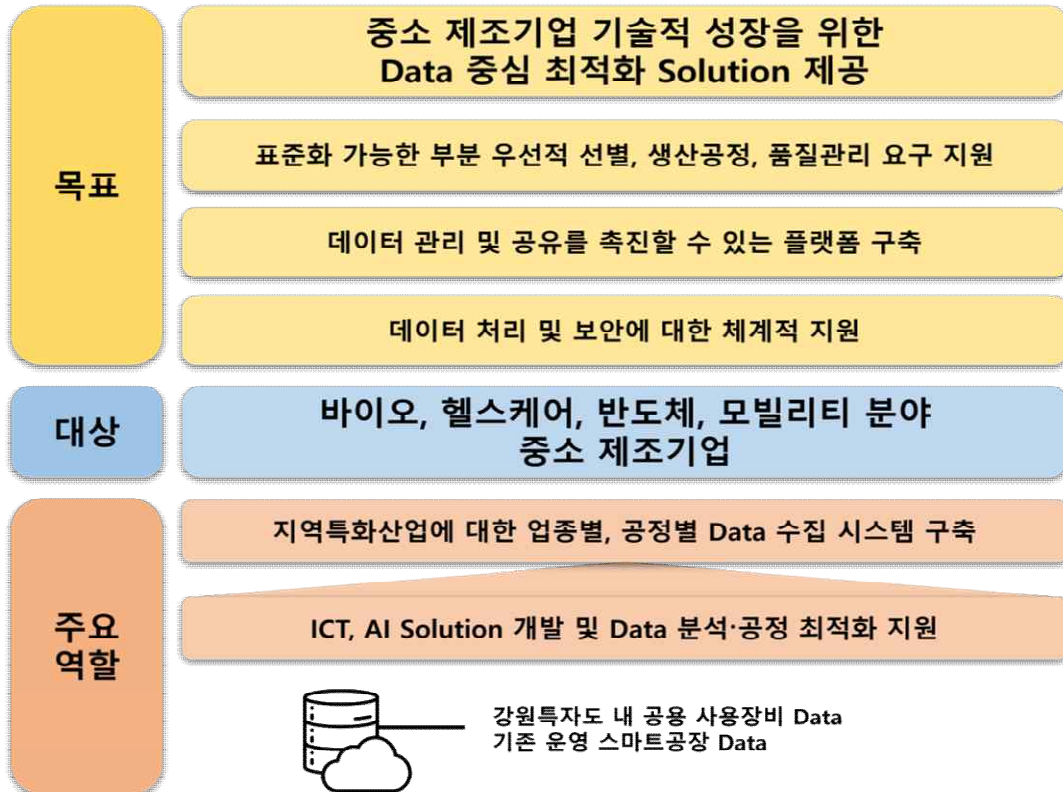 목표
중소 제조기업 기술적 성장을 위한
Data 중심 최적화 Solution 제공
표준화 가능한 부분 우선적 선별, 생산공정, 품질관리 요구 지원
데이터 관리 및 공유를 촉진할 수 있는 플랫폼 구축
데이터 처리 및 보안에 대한 체계적 지원
대상
바이오, 헬스케어, 반도체, 모빌리티 분야
중소 제조기업
주요
역할
지역특화산업에 대한 업종별, 공정별 Data 수집 시스템 구축
ICT, AI Solution 개발 및 Data 분석·공정 최적화 지원
강원특자도 내 공용 사용장비 Data
기존 운영 스마트공장 Data